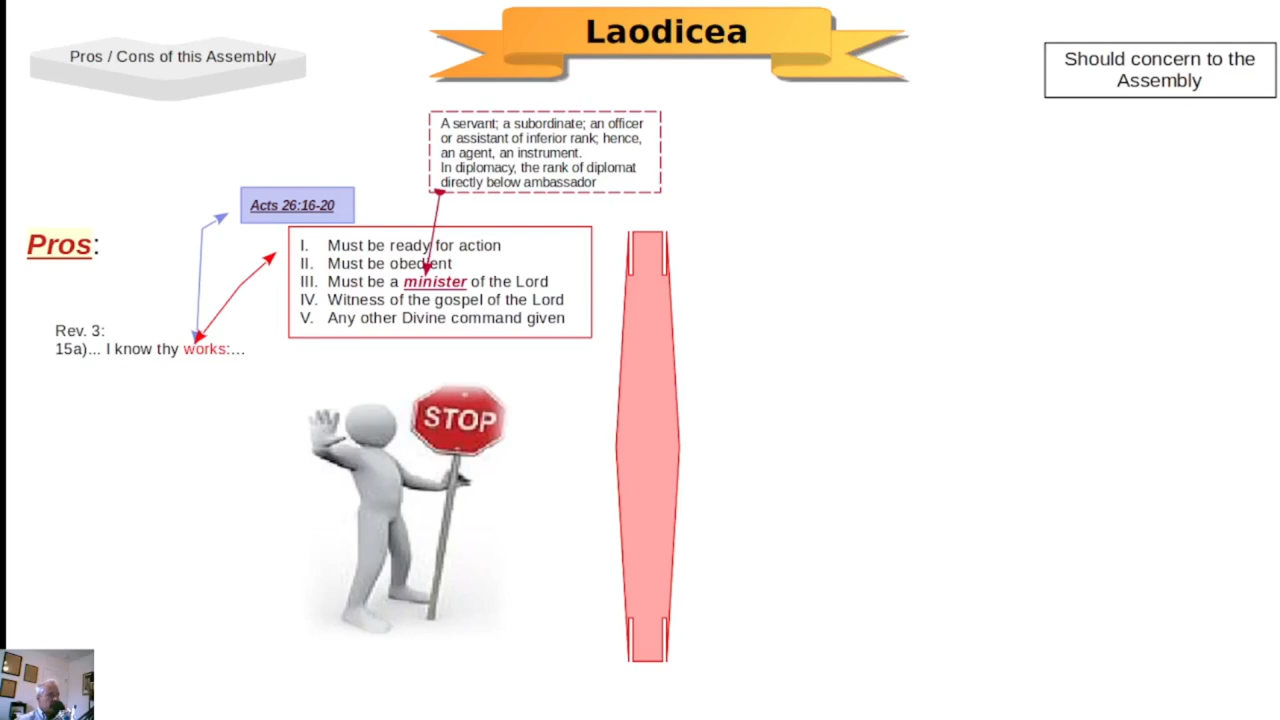 Laodicea
Pros / Cons of this Assembly
Should concern to the
Assembly
A servant; a subordinate; an officer
or assistant of inferior rank; hence,
an agent, an instrument.
In diplomacy, the rank of diplomat
directly below ambassador
Acts 26:16-20
Pros:
I. Must be ready for action
II. Must be obedient
III. Must be a minister of the Lord
IV. Witness of the gospel of the Lord
V. Any other Divine command given
Rev. 3:
15a)... I know thy works:...
STOP